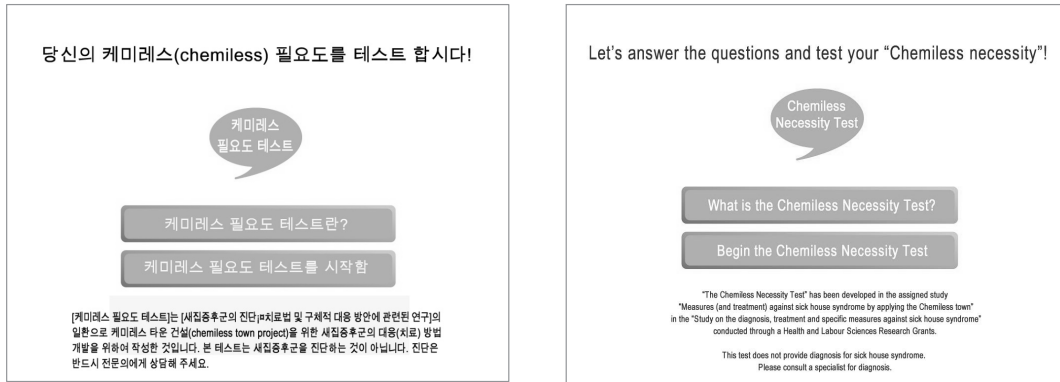 당신의 케미레스(chemiless) 필요도를 테스트 합시다!
케미레스
필요도 테스트
케미레스 필요도 테스트란?
케미레스 필요도 테스트를 시작함
[케미레스 필요도 테스트]는 [새집증후군의 진단¡¤치료법 및 구체적 대응 방안에 관련된 연구]의
일환으로 케미레스 타운 건설(chemiless town project)을 위한 새집증후군의 대응(치료) 방법
개발을 위하여 작성한 것입니다. 본 테스트는 새집증후군을 진단하는 것이 아닙니다. 진단은
반드시 전문의에게 상담해 주세요.
Let's answer the questions and test your “Chemiless necessity”!
Chemiless
Necessity Test
What is the Chemiless Necessity Test?
Begin the Chemiless Necessity Test
"The Chemiless Necessity Test" has been developed in the assigned study
"Measures (and treatment) against sick house syndrome by applying the Chemiless town"
in the "Study on the diagnosis, treatment and specific measures against sick house syndrome"
conducted through a Health and Labour Sciences Research Grants.
This test does not provide diagnosis for sick house syndrome.
Please consult a specialist for diagnosis.